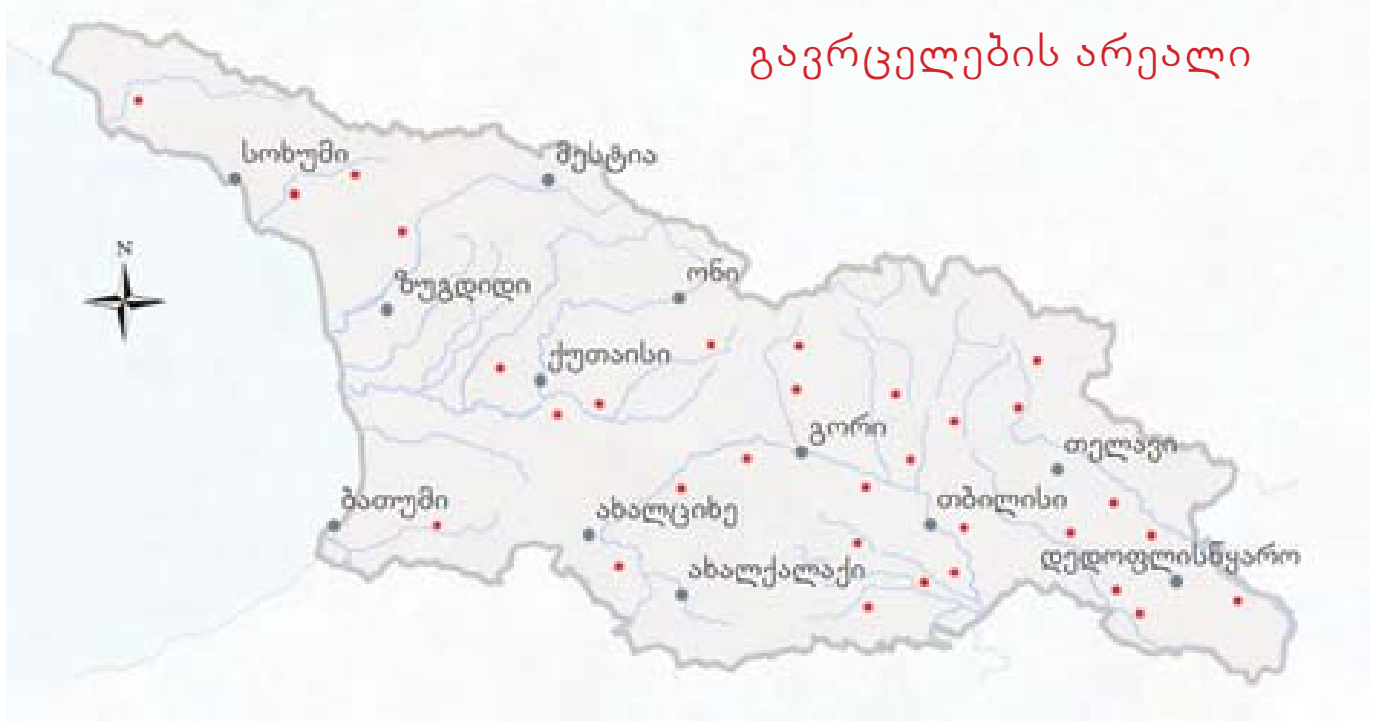 გავრცელების არეალი
სოხუმი
მესტია
N
ზუგდიდი
ონი
ქუთაისი
გორი
თელავი
ბათუმი
ახალციხე
თბილისი
დედოფლისწყარო
ახალქალაქი